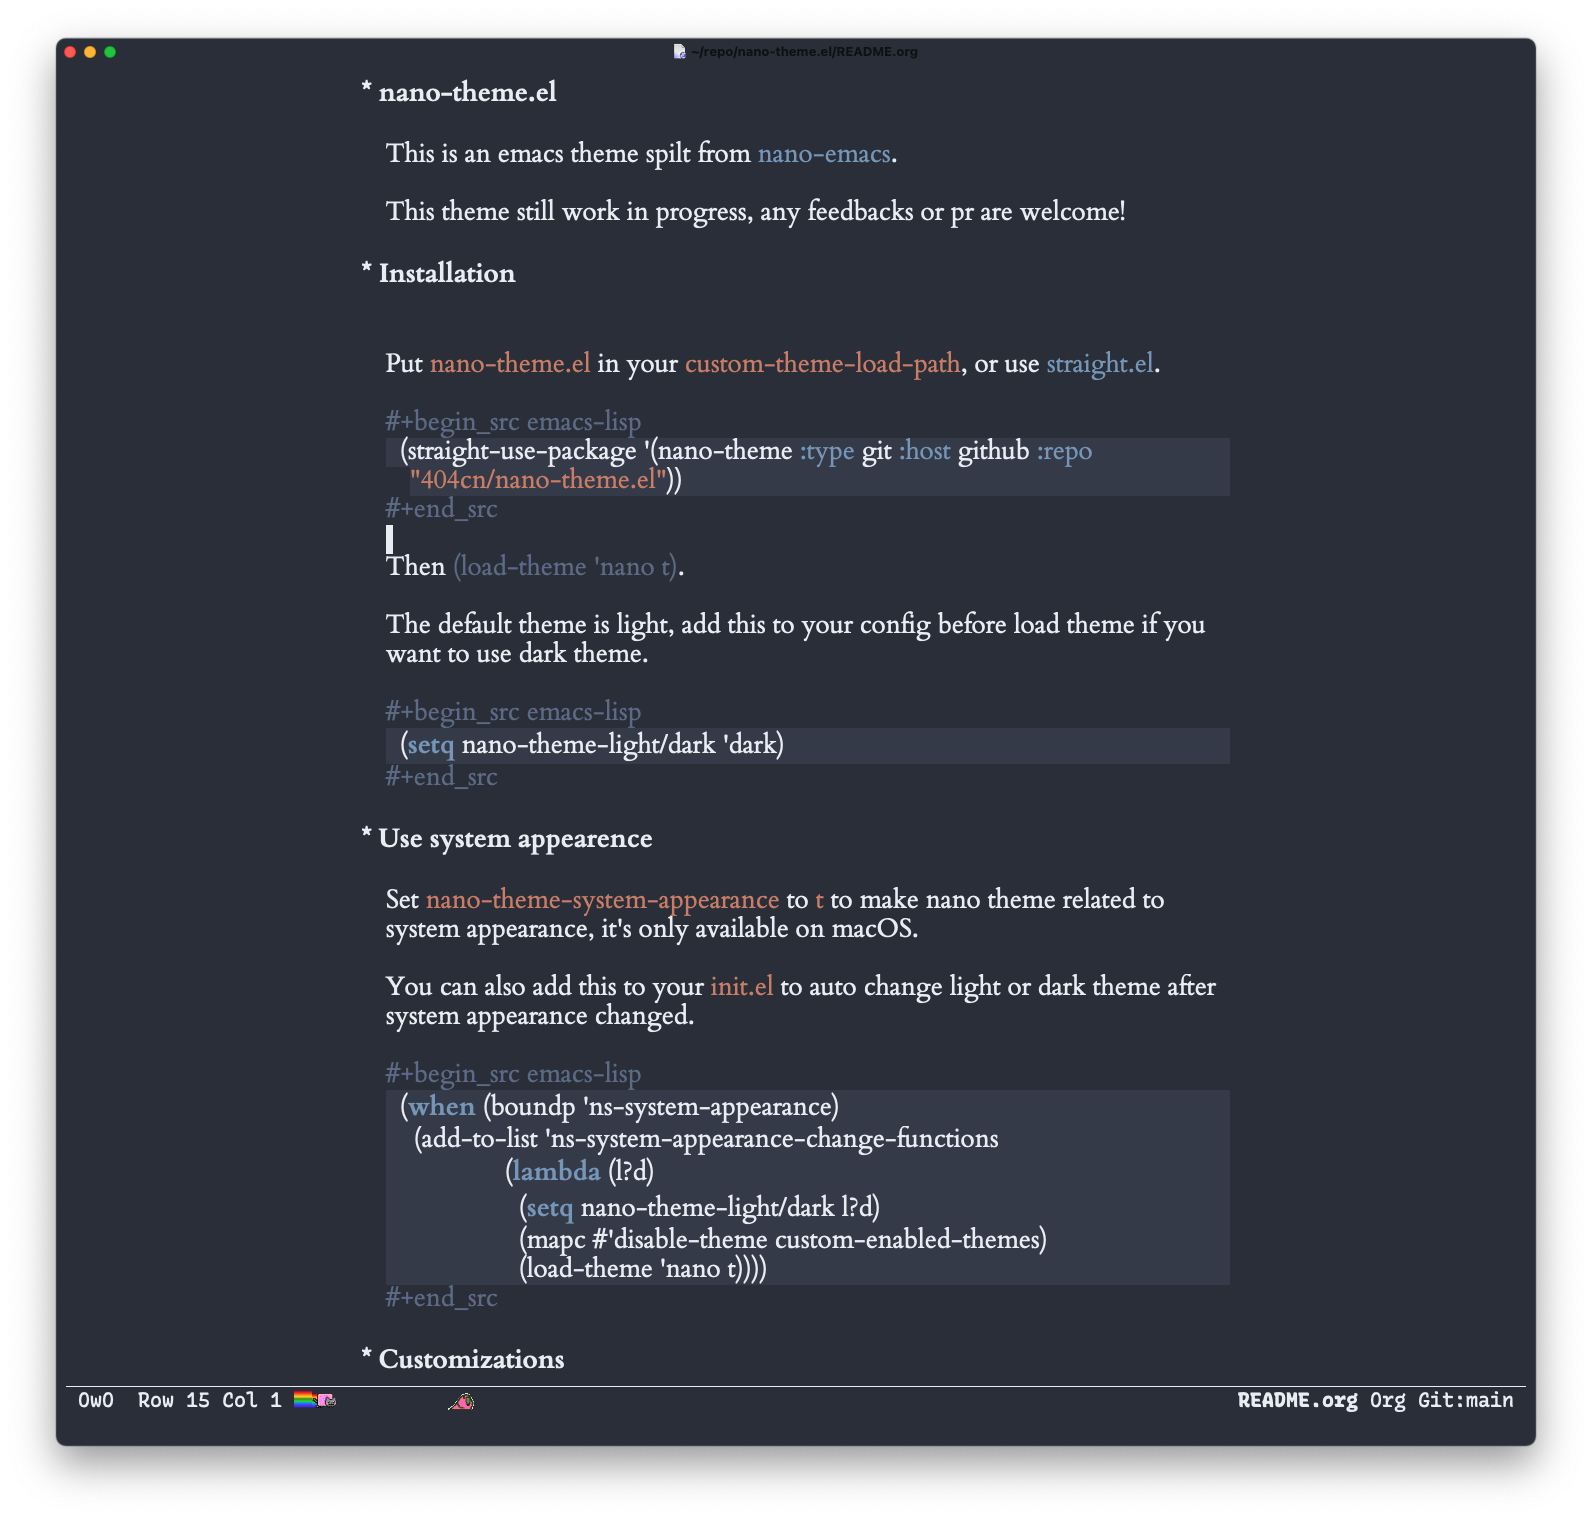 ~/repo/nano-theme.el/README.org
* nano-theme.el
This is an emacs theme spilt from nano-emacs.
This theme still work in progress, any feedbacks or pr are welcome!
* Installation
Put nano-theme.el in your custom-theme-load-path, or use straight.el.
#+begin_src emacs-lisp
(straight-use-package '(nano-theme :type git :host github :repo
"404cn/nano-theme.el"))
#+end_src
Then (load-theme 'nano t).
The default theme is light, add this to your config before load theme if you
want to use dark theme.
#+begin_src emacs-lisp
(setq nano-theme-light/dark 'dark)
#+end_src
* Use system appearence
Set nano-theme-system-appearance to t to make nano theme related to
system appearance, it's only available on macOS.
You can also add this to your init.el to auto change light or dark theme after
system appearance changed.
#+begin_src emacs-lisp
(when (boundp 'ns-system-appearance)
(add-to-list 'ns-system-appearance-change-functions
(lambda (l?d)
(setq nano-theme-light/dark l?d)
(mapc #'disable-theme custom-enabled-themes)
(load-theme 'nano t))))
#+end_src
* Customizations
OwO Row 15 Col 1 README.org Org Git:main